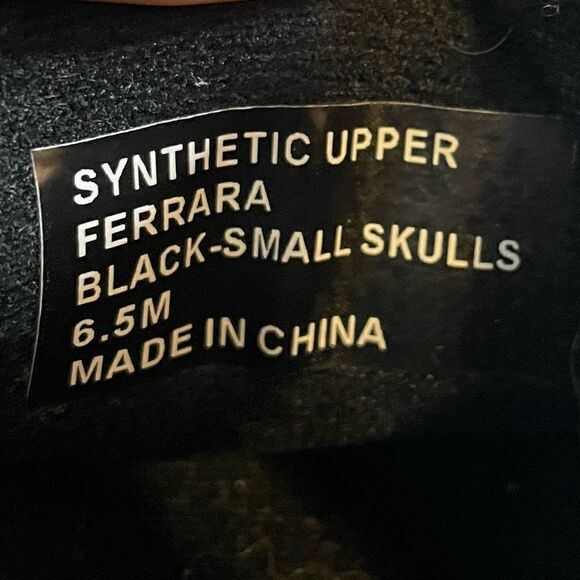 SYNTHETIC UPPER
FERRARA
BLACK-SMALL SKULLS
6.5M
MADE IN CHINA